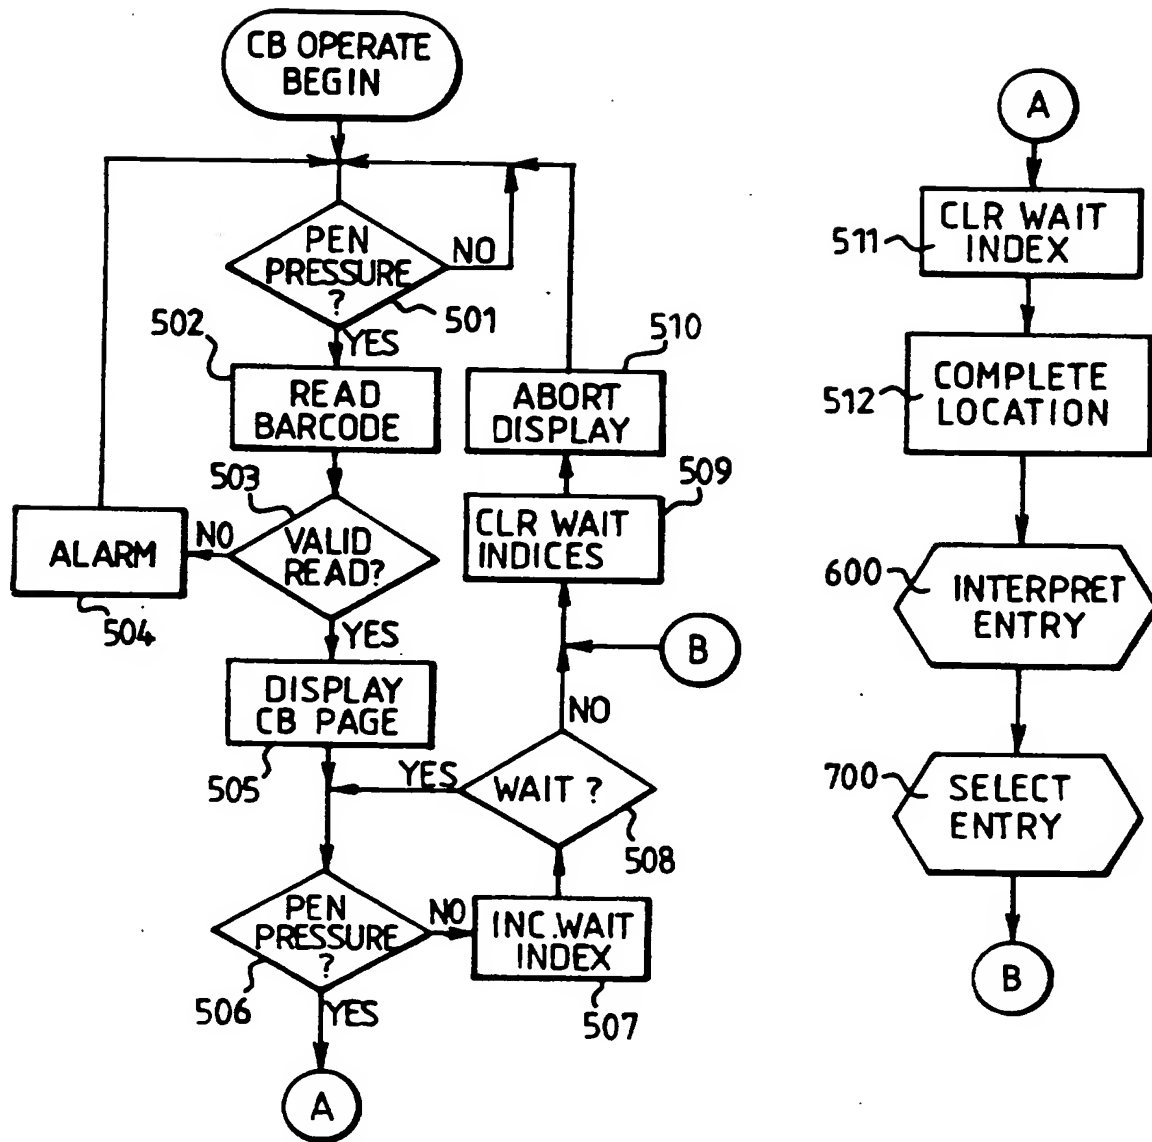 CB OPERATE
BEGIN
PEN
PRESSURE
?
NO
501
YES
502
READ
BARCODE
503
VALID
READ?
NO
ALARM
504
YES
DISPLAY
CB PAGE
505
PEN
PRESSURE
?
506
NO
YES
A
INC.WAIT
INDEX
507
WAIT ?
508
YES
NO
B
CLR WAIT
INDICES
509
ABORT
DISPLAY
510
A
CLR WAIT
INDEX
511
COMPLETE
LOCATION
512
INTERPRET
ENTRY
600
SELECT
ENTRY
700
B